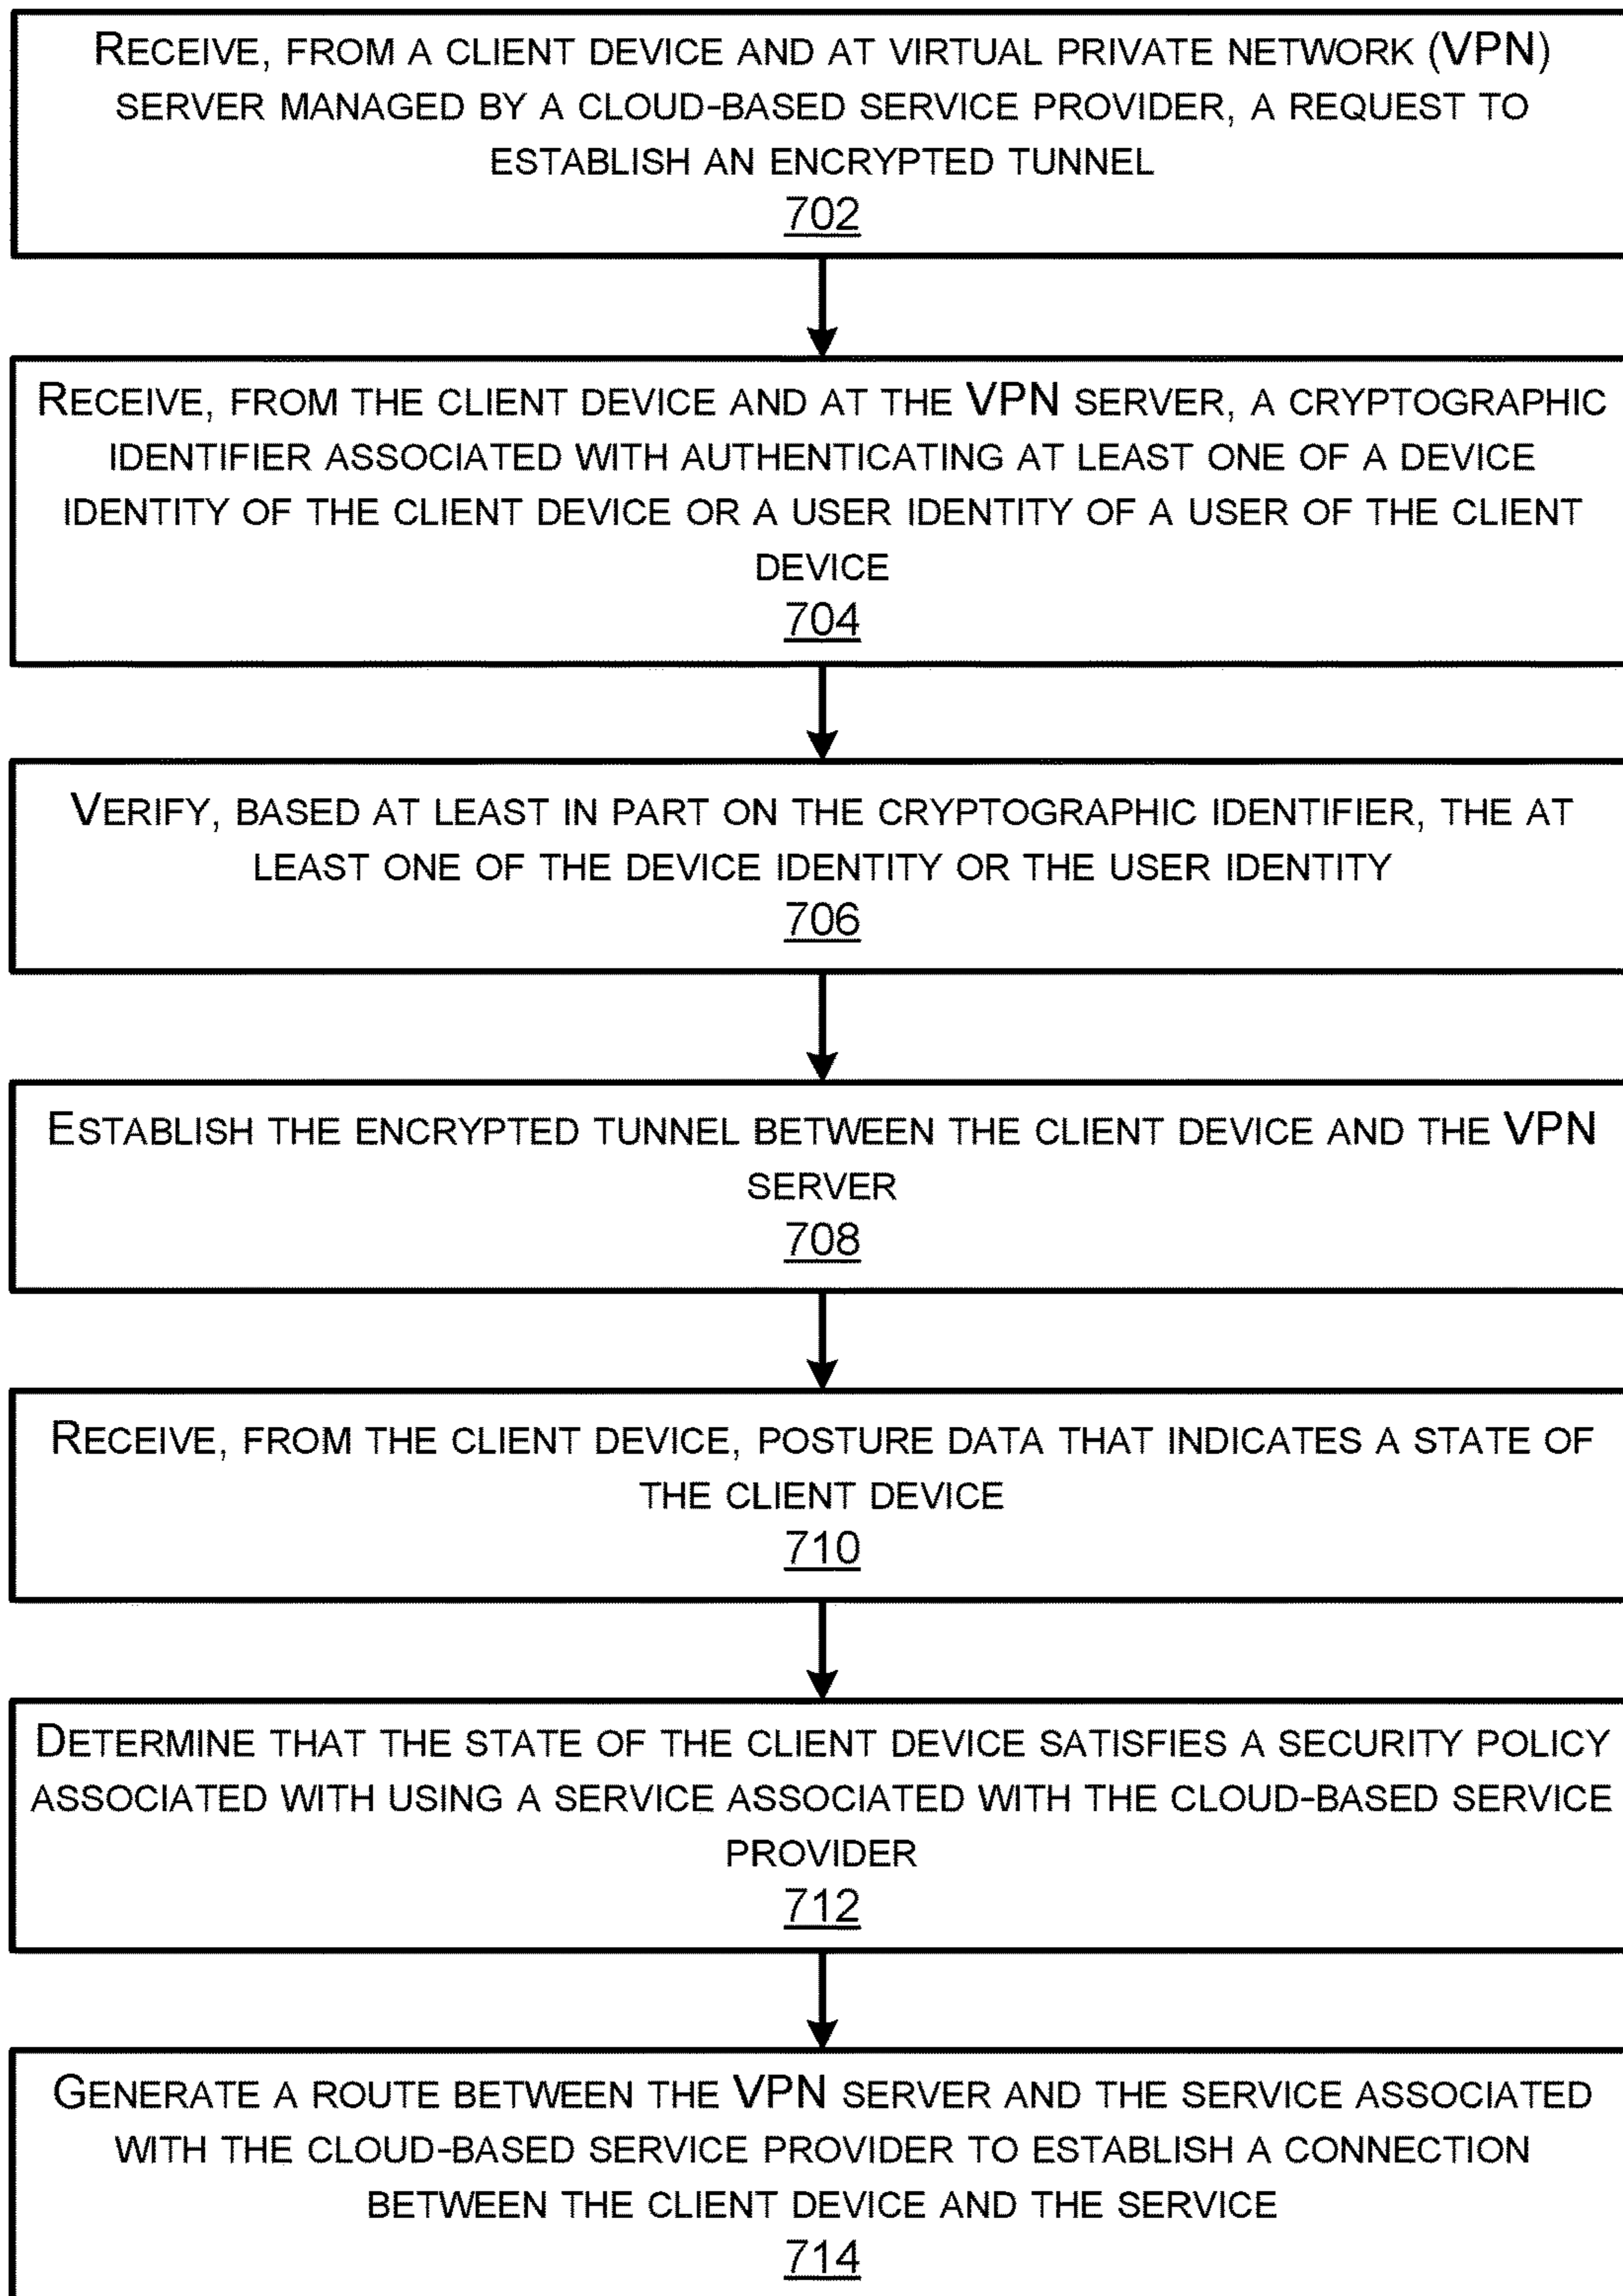 RECEIVE, FROM A CLIENT DEVICE AND AT VIRTUAL PRIVATE NETWORK (VPN)
SERVER MANAGED BY A CLOUD-BASED SERVICE PROVIDER, A REQUEST TO
ESTABLISH AN ENCRYPTED TUNNEL
702
RECEIVE, FROM THE CLIENT DEVICE AND AT THE VPN SERVER, A CRYPTOGRAPHIC
IDENTIFIER ASSOCIATED WITH AUTHENTICATING AT LEAST ONE OF A DEVICE
IDENTITY OF THE CLIENT DEVICE OR A USER IDENTITY OF A USER OF THE CLIENT
DEVICE
704
VERIFY, BASED AT LEAST IN PART ON THE CRYPTOGRAPHIC IDENTIFIER, THE AT
LEAST ONE OF THE DEVICE IDENTITY OR THE USER IDENTITY
706
ESTABLISH THE ENCRYPTED TUNNEL BETWEEN THE CLIENT DEVICE AND THE VPN
SERVER
708
RECEIVE, FROM THE CLIENT DEVICE, POSTURE DATA THAT INDICATES A STATE OF
THE CLIENT DEVICE
710
DETERMINE THAT THE STATE OF THE CLIENT DEVICE SATISFIES A SECURITY POLICY
ASSOCIATED WITH USING A SERVICE ASSOCIATED WITH THE CLOUD-BASED SERVICE
PROVIDER
712
GENERATE A ROUTE BETWEEN THE VPN SERVER AND THE SERVICE ASSOCIATED
WITH THE CLOUD-BASED SERVICE PROVIDER TO ESTABLISH A CONNECTION
BETWEEN THE CLIENT DEVICE AND THE SERVICE
714